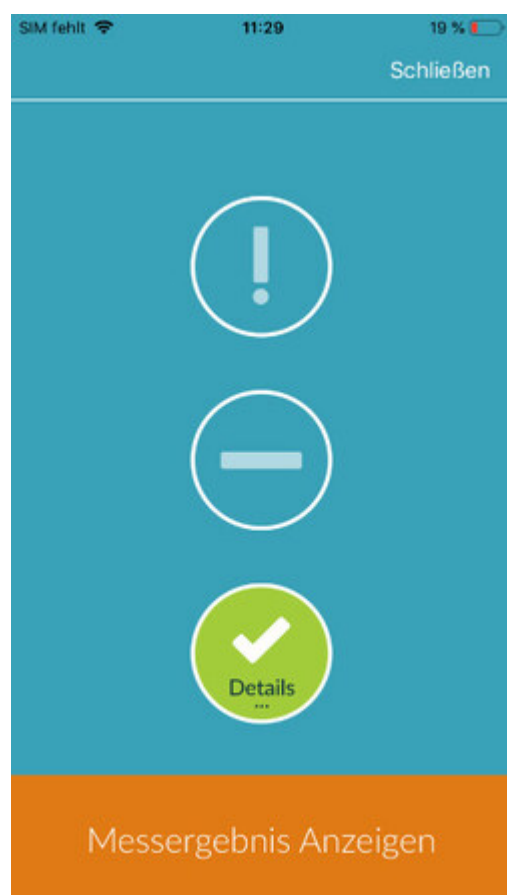 SIM fehlt 11:29 19 %
Schließen
Details
...
Messergebnis Anzeigen